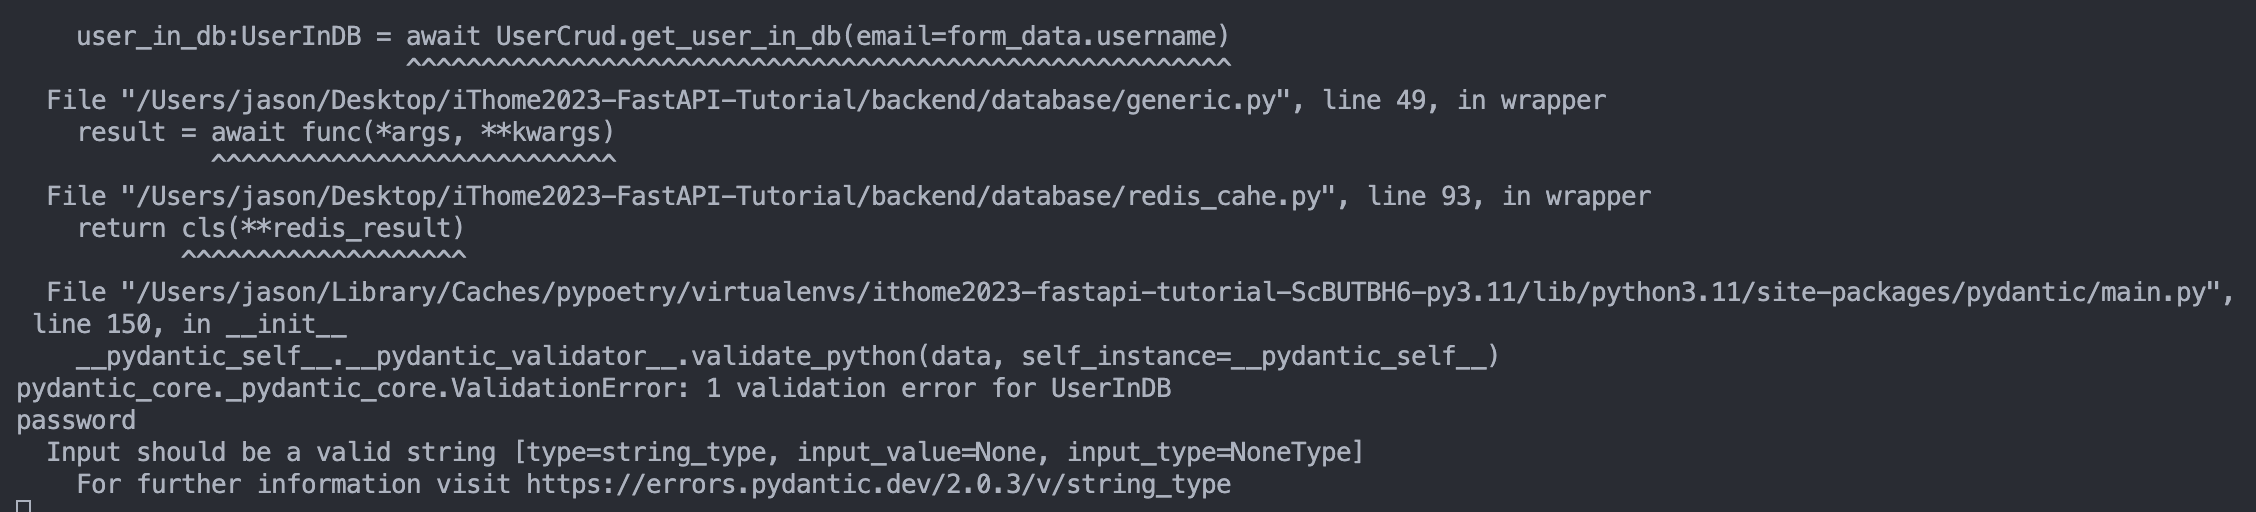 user_in_db:UserInDB = await UserCrud.get_user_in_db(email=form_data.username)
^^^^^^^^^^^^^^^^^^^^^^^^^^^^^^^^^^^^^^^^^^^^^^^^^^^^^^^
File "/Users/jason/Desktop/iThome2023-FastAPI-Tutorial/backend/database/generic.py", line 49, in wrapper
result = await func(*args, **kwargs)
^^^^^^^^^^^^^^^^^^^^^^^^^^^
File "/Users/jason/Desktop/iThome2023-FastAPI-Tutorial/backend/database/redis_cahe.py", line 93, in wrapper
return cls(**redis_result)
^^^^^^^^^^^^^^^^^^^
File "/Users/jason/Library/Caches/pypoetry/virtualenvs/ithome2023-fastapi-tutorial-ScBUTBH6-py3.11/lib/python3.11/site-packages/pydantic/main.py",
line 150, in __init__
__pydantic_self__.__pydantic_validator__.validate_python(data, self_instance=__pydantic_self__)
pydantic_core._pydantic_core.ValidationError: 1 validation error for UserInDB
password
Input should be a valid string [type=string_type, input_value=None, input_type=NoneType]
For further information visit https://errors.pydantic.dev/2.0.3/v/string_type